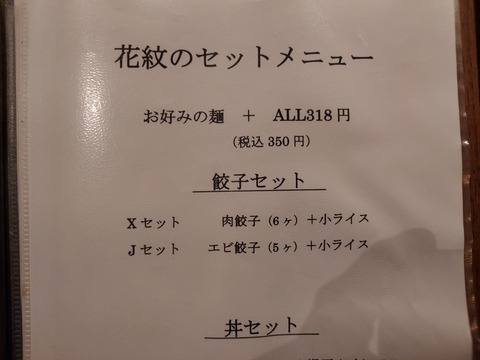 花紋のセットメニュー
お好みの麺　＋　ALL318円
（税込350円）
餃子セット
Xセット　肉餃子（6ヶ）＋小ライス
Jセット　エビ餃子（5ヶ）＋小ライス
丼セット